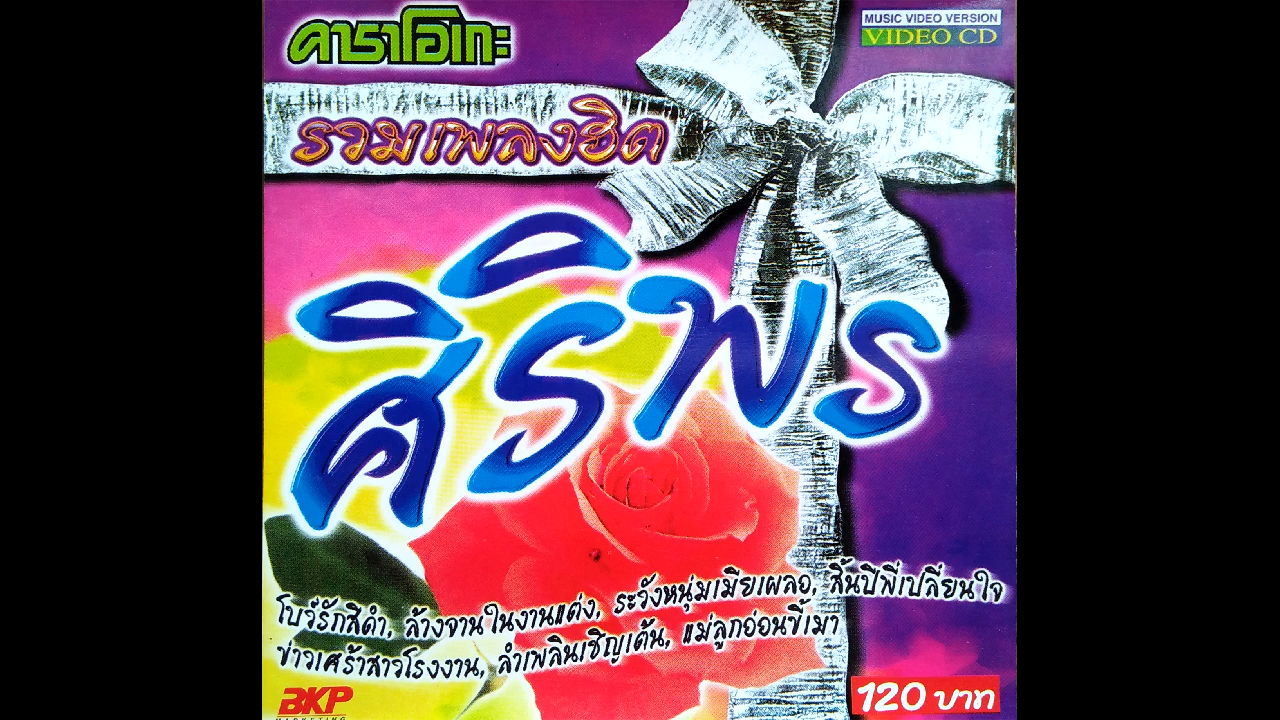 คาราโอเกะ
MUSIC VIDEO VERSION
VIDEO CD
รวมเพลงฮิต
ศิริพร
โบว์รักสีดำ, ล้างจานในงานแต่ง, ระวังหนุ่มเมียเผลอ, สิ้นปีพี่เปลี่ยนใจ
ข่าวเศร้าสาวโรงงาน, ลำเพลินเชิญเต้น, แม่ลูกอ่อนขี้เมา
BKP
MARKETING
120 บาท